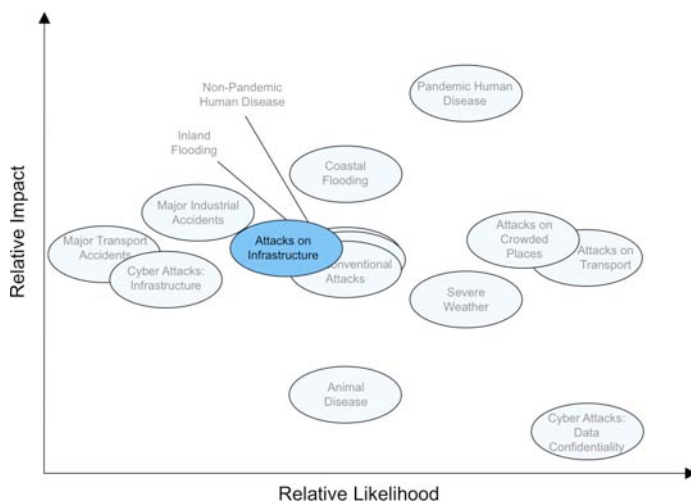 Non-Pandemic
Human Disease
Pandemic Human
Disease
Inland
Flooding
Coastal
Flooding
Major Industrial
Accidents
Major Transport
Accidents
Attacks on
Infrastructure
Attacks on
Crowded
Places
Attacks on
Transport
Cyber Attacks:
Infrastructure
Attacks
Severe
Weather
Animal
Disease
Cyber Attacks:
Data
Confidentiality
Relative Impact
Relative Likelihood